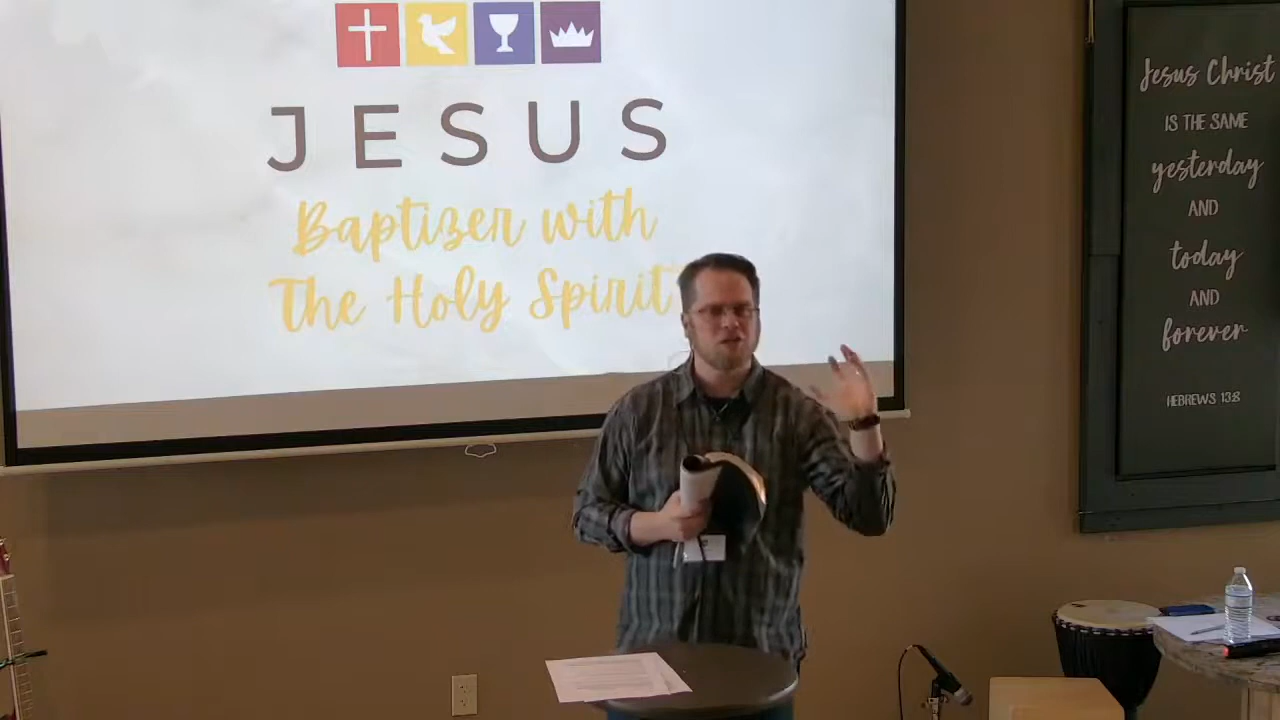 JESUS
Baptizer with
The Holy Spirit
Jesus Christ
IS THE SAME
yesterday
AND
today
AND
forever
HEBREWS 13:8